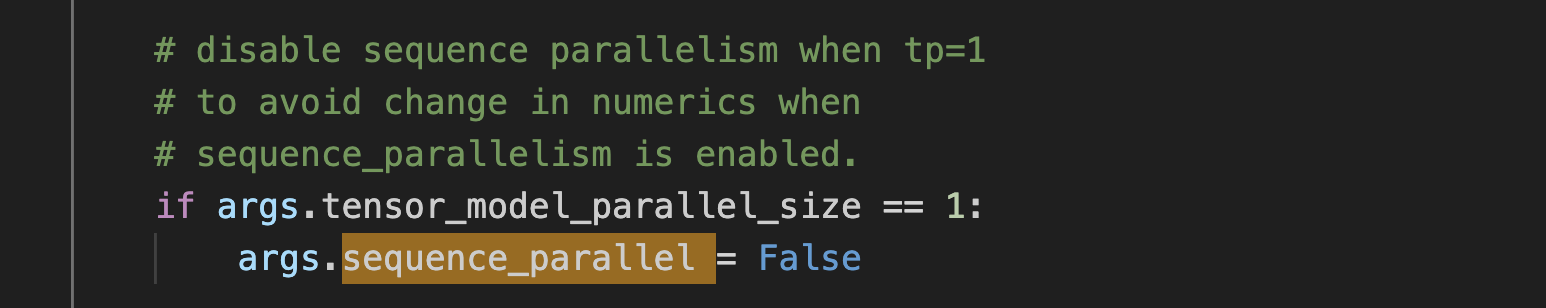 # disable sequence parallelism when tp=1
# to avoid change in numerics when
# sequence_parallelism is enabled.
if args.tensor_model_parallel_size == 1:
    args.sequence_parallel = False